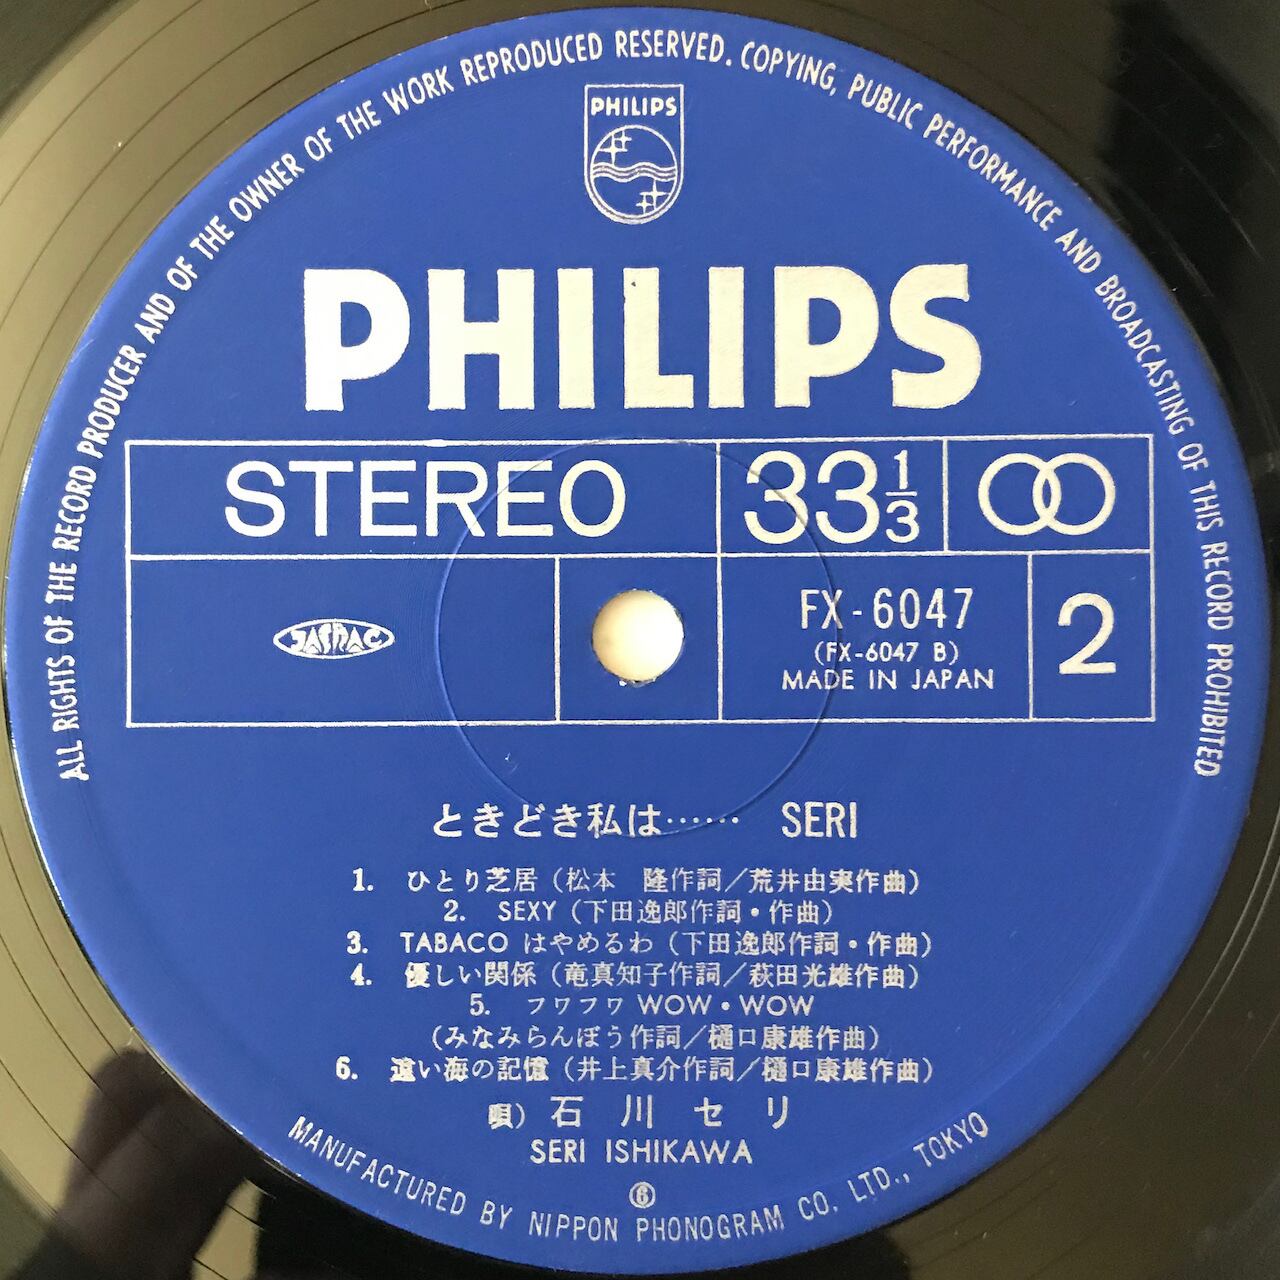 ALL RIGHTS OF THE RECORD PRODUCER AND OF THE OWNER OF THE WORK REPRODUCED RESERVED. COPYING, PUBLIC PERFORMANCE AND BROADCASTING OF THIS RECORD PROHIBITED
PHILIPS
PHILIPS
STEREO
33 1/3
JASRAC
FX-6047
(FX-6047 B)
MADE IN JAPAN
2
ときどき私は…… SERI
1. ひとり芝居（松本 隆作詞／荒井由実作曲）
2. SEXY（下田逸郎作詞・作曲）
3. TABACO はやめるわ（下田逸郎作詞・作曲）
4. 優しい関係（竜真知子作詞／萩田光雄作曲）
5. フワフワ WOW・WOW
（みなみらんぼう作詞／樋口康雄作曲）
6. 遠い海の記憶（井上真介作詞／樋口康雄作曲）
唄）石川セリ
SERI ISHIKAWA
⑥
MANUFACTURED BY NIPPON PHONOGRAM CO. LTD., TOKYO